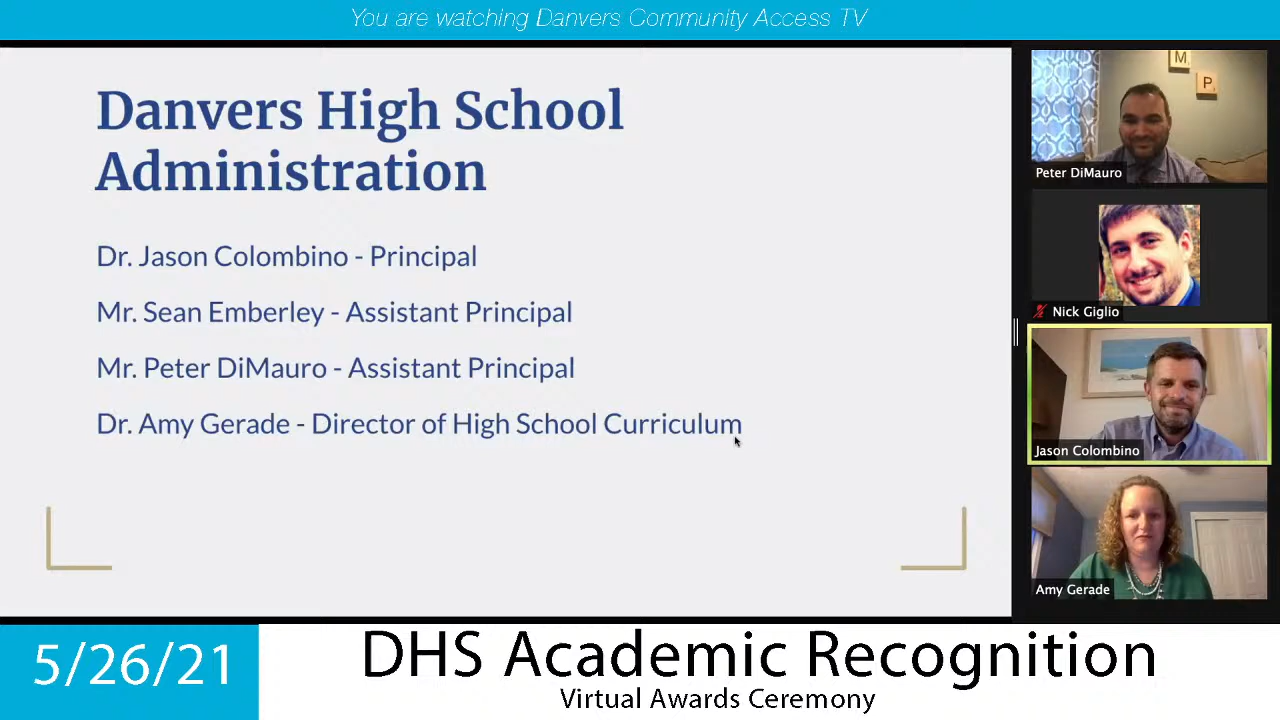 You are watching Danvers Community Access TV
Danvers High School
Administration
Dr. Jason Colombino - Principal
Mr. Sean Emberley - Assistant Principal
Mr. Peter DiMauro - Assistant Principal
Dr. Amy Gerade - Director of High School Curriculum
M
P
Peter DiMauro
Nick Giglio
Jason Colombino
Amy Gerade
5/26/21
DHS Academic Recognition
Virtual Awards Ceremony